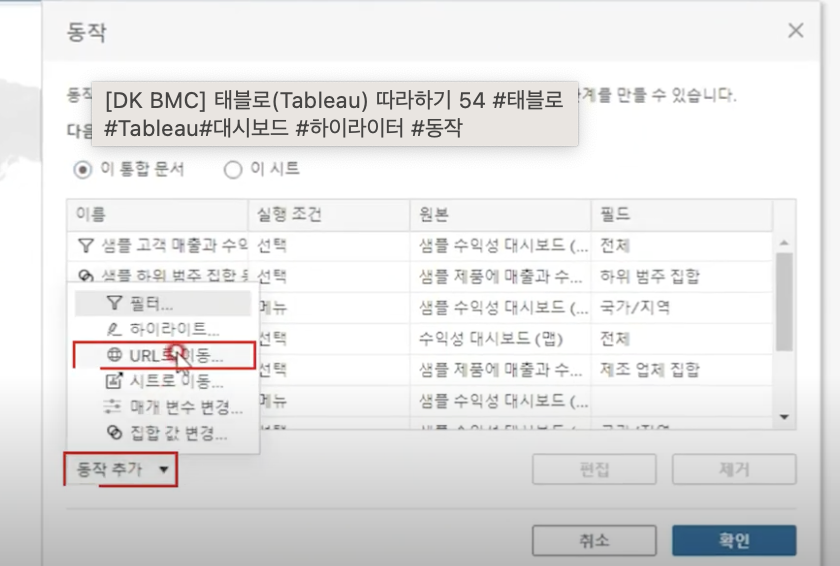 동작
동작
계를 만들 수 있습니다.
다음
[DK BMC] 태블로(Tableau) 따라하기 54 #태블로
#Tableau#대시보드 #하이라이터 #동작
이 통합 문서 이 시트
이름 실행 조건 원본 필드
샘플 고객 매출과 수익 선택 샘플 수익성 대시보드 (... 전체
샘플 하위 범주 집합 선택 샘플 제품에 매출과 수... 하위 범주 집합
필터... 메뉴 샘플 수익성 대시보드 (... 국가/지역
하이라이트... 선택 수익성 대시보드 (맵) 전체
URL로 이동... 선택 샘플 제품에 매출과 수... 제조 업체 집합
시트로 이동... 메뉴 샘플 수익성 대시보드 (...
매개 변수 변경...
집합 값 변경...
동작 추가 편집 제거
취소 확인